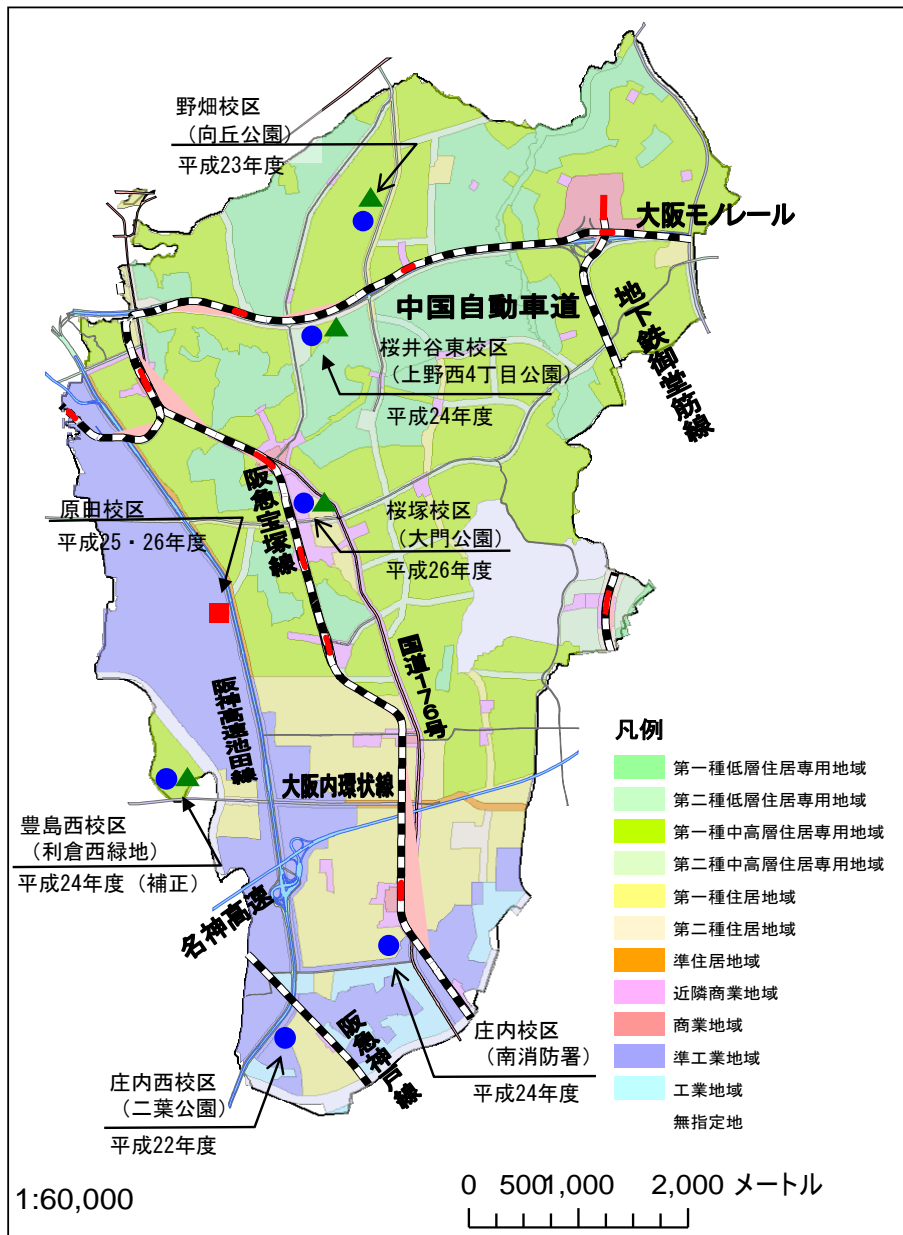 野畑校区
（向丘公園）
平成23年度
大阪モノレール
中国自動車道
地下鉄御堂筋線
桜井谷東校区
（上野西4丁目公園）
平成24年度
阪急宝塚線
原田校区
平成25・26年度
桜塚校区
（大門公園）
平成26年度
国道176号
阪神高速池田線
大阪内環状線
豊島西校区
（利倉西緑地）
平成24年度（補正）
名神高速
阪急神戸線
庄内校区
（南消防署）
平成24年度
庄内西校区
（二葉公園）
平成22年度
凡例
第一種低層住居専用地域
第二種低層住居専用地域
第一種中高層住居専用地域
第二種中高層住居専用地域
第一種住居地域
第二種住居地域
準住居地域
近隣商業地域
商業地域
準工業地域
工業地域
無指定地
1:60,000
0 500 1,000 2,000 メートル